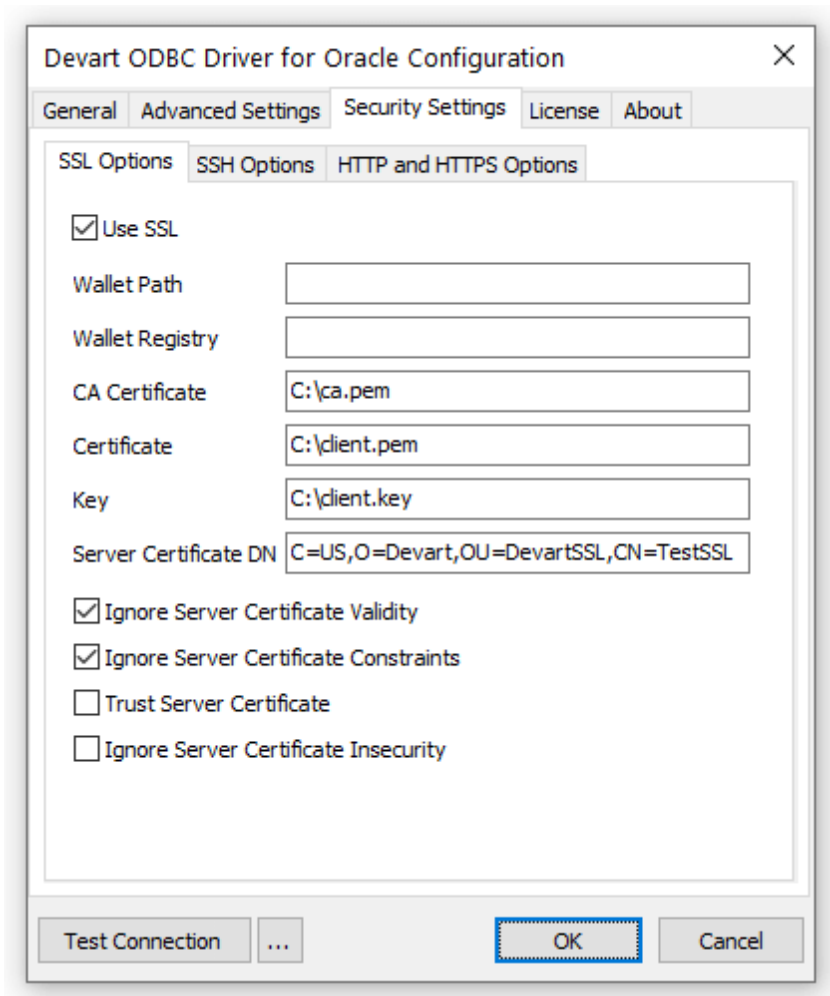 Devart ODBC Driver for Oracle Configuration
General Advanced Settings Security Settings License About
SSL Options SSH Options HTTP and HTTPS Options
Use SSL
Wallet Path
Wallet Registry
CA Certificate C:\ca.pem
Certificate C:\client.pem
Key C:\client.key
Server Certificate DN C=US,O=Devart,OU=DevartSSL,CN=TestSSL
Ignore Server Certificate Validity
Ignore Server Certificate Constraints
Trust Server Certificate
Ignore Server Certificate Insecurity
Test Connection ... OK Cancel